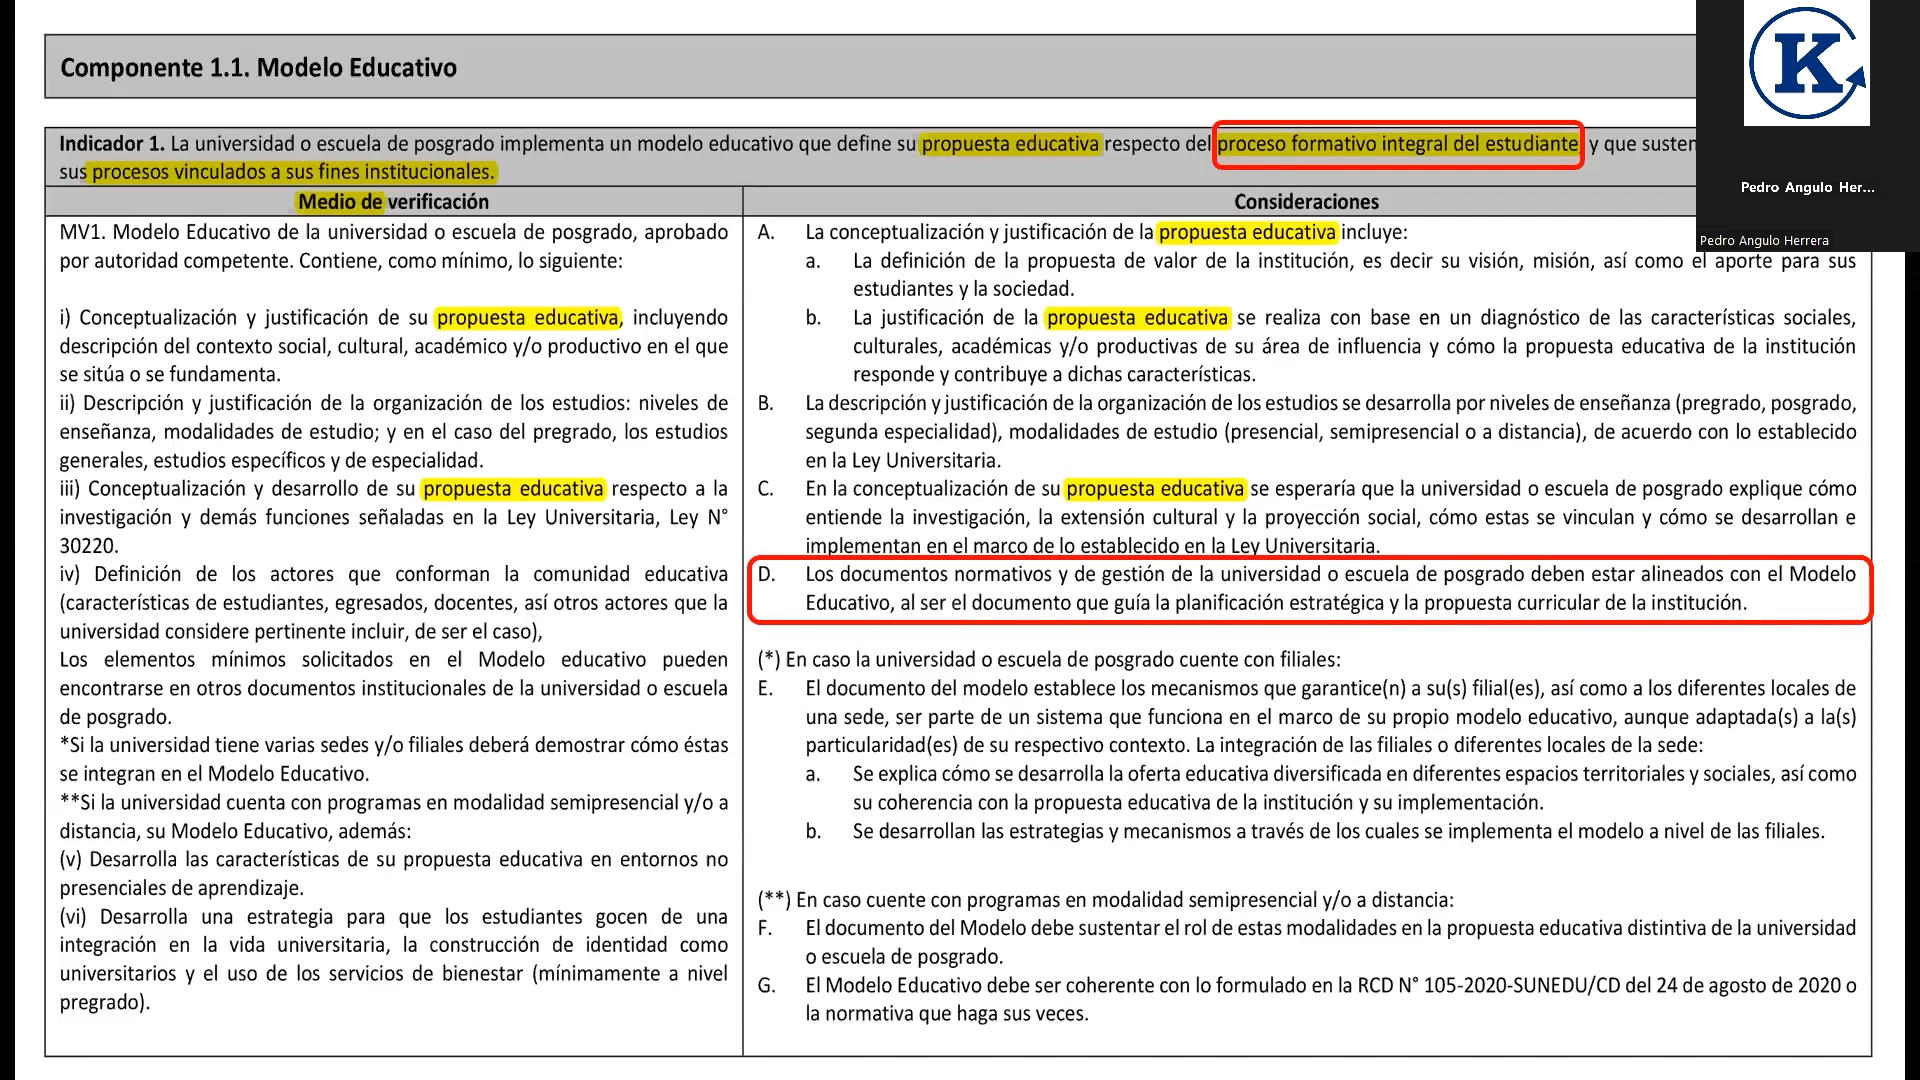 Componente 1.1. Modelo Educativo
K
Pedro Angulo Her...
Pedro Angulo Herrera
Indicador 1. La universidad o escuela de posgrado implementa un modelo educativo que define su propuesta educativa respecto del proceso formativo integral del estudiante, y que susten
sus procesos vinculados a sus fines institucionales.
Medio de verificación
Consideraciones
MV1. Modelo Educativo de la universidad o escuela de posgrado, aprobado
por autoridad competente. Contiene, como mínimo, lo siguiente:
i) Conceptualización y justificación de su propuesta educativa, incluyendo
descripción del contexto social, cultural, académico y/o productivo en el que
se sitúa o se fundamenta.
ii) Descripción y justificación de la organización de los estudios: niveles de
enseñanza, modalidades de estudio; y en el caso del pregrado, los estudios
generales, estudios específicos y de especialidad.
iii) Conceptualización y desarrollo de su propuesta educativa respecto a la
investigación y demás funciones señaladas en la Ley Universitaria, Ley N°
30220.
iv) Definición de los actores que conforman la comunidad educativa
(características de estudiantes, egresados, docentes, así otros actores que la
universidad considere pertinente incluir, de ser el caso),
Los elementos mínimos solicitados en el Modelo educativo pueden
encontrarse en otros documentos institucionales de la universidad o escuela
de posgrado.
*Si la universidad tiene varias sedes y/o filiales deberá demostrar cómo éstas
se integran en el Modelo Educativo.
**Si la universidad cuenta con programas en modalidad semipresencial y/o a
distancia, su Modelo Educativo, además:
(v) Desarrolla las características de su propuesta educativa en entornos no
presenciales de aprendizaje.
(vi) Desarrolla una estrategia para que los estudiantes gocen de una
integración en la vida universitaria, la construcción de identidad como
universitarios y el uso de los servicios de bienestar (mínimamente a nivel
pregrado).
A. La conceptualización y justificación de la propuesta educativa incluye:
a. La definición de la propuesta de valor de la institución, es decir su visión, misión, así como el aporte para sus
estudiantes y la sociedad.
b. La justificación de la propuesta educativa se realiza con base en un diagnóstico de las características sociales,
culturales, académicas y/o productivas de su área de influencia y cómo la propuesta educativa de la institución
responde y contribuye a dichas características.
B. La descripción y justificación de la organización de los estudios se desarrolla por niveles de enseñanza (pregrado, posgrado,
segunda especialidad), modalidades de estudio (presencial, semipresencial o a distancia), de acuerdo con lo establecido
en la Ley Universitaria.
C. En la conceptualización de su propuesta educativa se esperaría que la universidad o escuela de posgrado explique cómo
entiende la investigación, la extensión cultural y la proyección social, cómo estas se vinculan y cómo se desarrollan e
implementan en el marco de lo establecido en la Ley Universitaria.
D. Los documentos normativos y de gestión de la universidad o escuela de posgrado deben estar alineados con el Modelo
Educativo, al ser el documento que guía la planificación estratégica y la propuesta curricular de la institución.
(*) En caso la universidad o escuela de posgrado cuente con filiales:
E. El documento del modelo establece los mecanismos que garantice(n) a su(s) filial(es), así como a los diferentes locales de
una sede, ser parte de un sistema que funciona en el marco de su propio modelo educativo, aunque adaptada(s) a la(s)
particularidad(es) de su respectivo contexto. La integración de las filiales o diferentes locales de la sede:
a. Se explica cómo se desarrolla la oferta educativa diversificada en diferentes espacios territoriales y sociales, así como
su coherencia con la propuesta educativa de la institución y su implementación.
b. Se desarrollan las estrategias y mecanismos a través de los cuales se implementa el modelo a nivel de las filiales.
(**) En caso cuente con programas en modalidad semipresencial y/o a distancia:
F. El documento del Modelo debe sustentar el rol de estas modalidades en la propuesta educativa distintiva de la universidad
o escuela de posgrado.
G. El Modelo Educativo debe ser coherente con lo formulado en la RCD N° 105-2020-SUNEDU/CD del 24 de agosto de 2020 o
la normativa que haga sus veces.